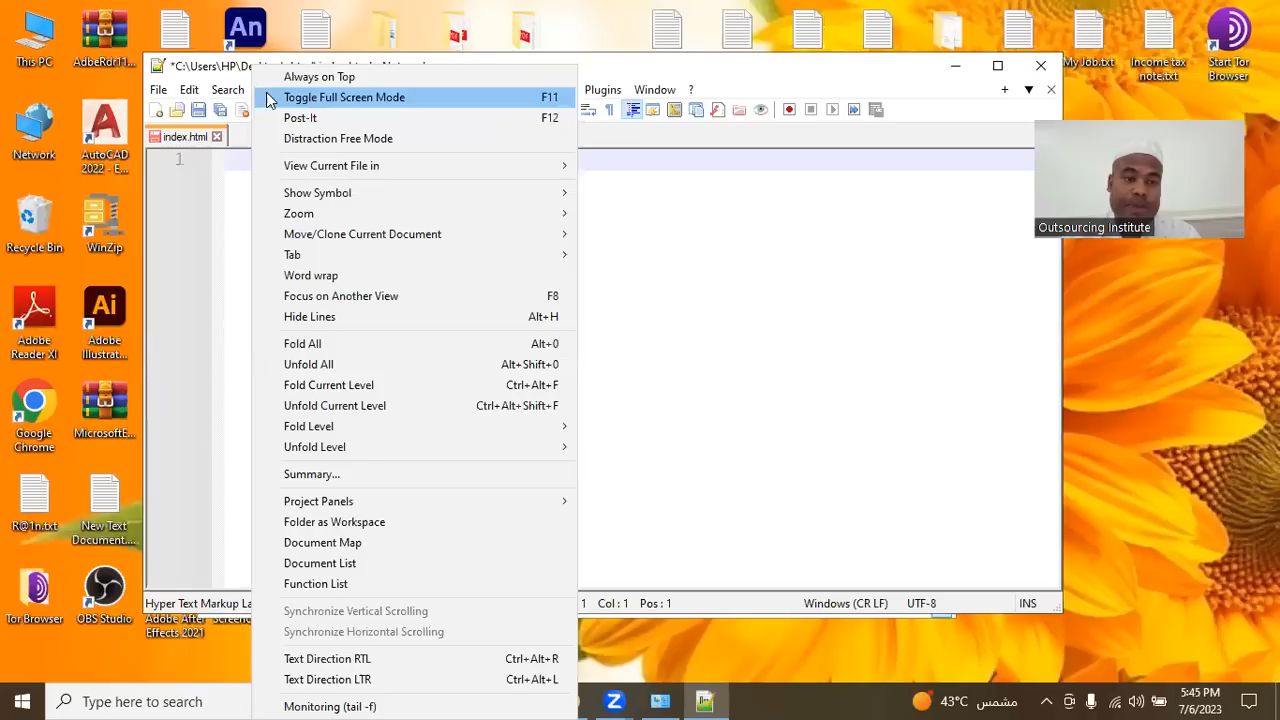 This PC
AdbeRdr11...
An
My Job.txt
Income tax note.txt
Start Tor Browser
Network
AutoCAD 2022 - E...
Recycle Bin
WinZip
Adobe Reader XI
Ai
Adobe Illustrat...
Google Chrome
MicrosoftE...
R@1n.txt
New Text Document....
Tor Browser
OBS Studio
Adobe After Effects 2021
*C:\Users\HP\De
File Edit Search Plugins Window ?
index.html
1
Always on Top
Toggle Full Screen Mode F11
Post-It F12
Distraction Free Mode
View Current File in
Show Symbol
Zoom
Move/Clone Current Document
Tab
Word wrap
Focus on Another View F8
Hide Lines Alt+H
Fold All Alt+0
Unfold All Alt+Shift+0
Fold Current Level Ctrl+Alt+F
Unfold Current Level Ctrl+Alt+Shift+F
Fold Level
Unfold Level
Summary...
Project Panels
Folder as Workspace
Document Map
Document List
Function List
Synchronize Vertical Scrolling
Synchronize Horizontal Scrolling
Text Direction RTL Ctrl+Alt+R
Text Direction LTR Ctrl+Alt+L
Monitoring (tail -f)
Outsourcing Institute
Hyper Text Markup La 1 Col : 1 Pos : 1 Windows (CR LF) UTF-8 INS
Type here to search
43°C مشمس
5:45 PM
7/6/2023